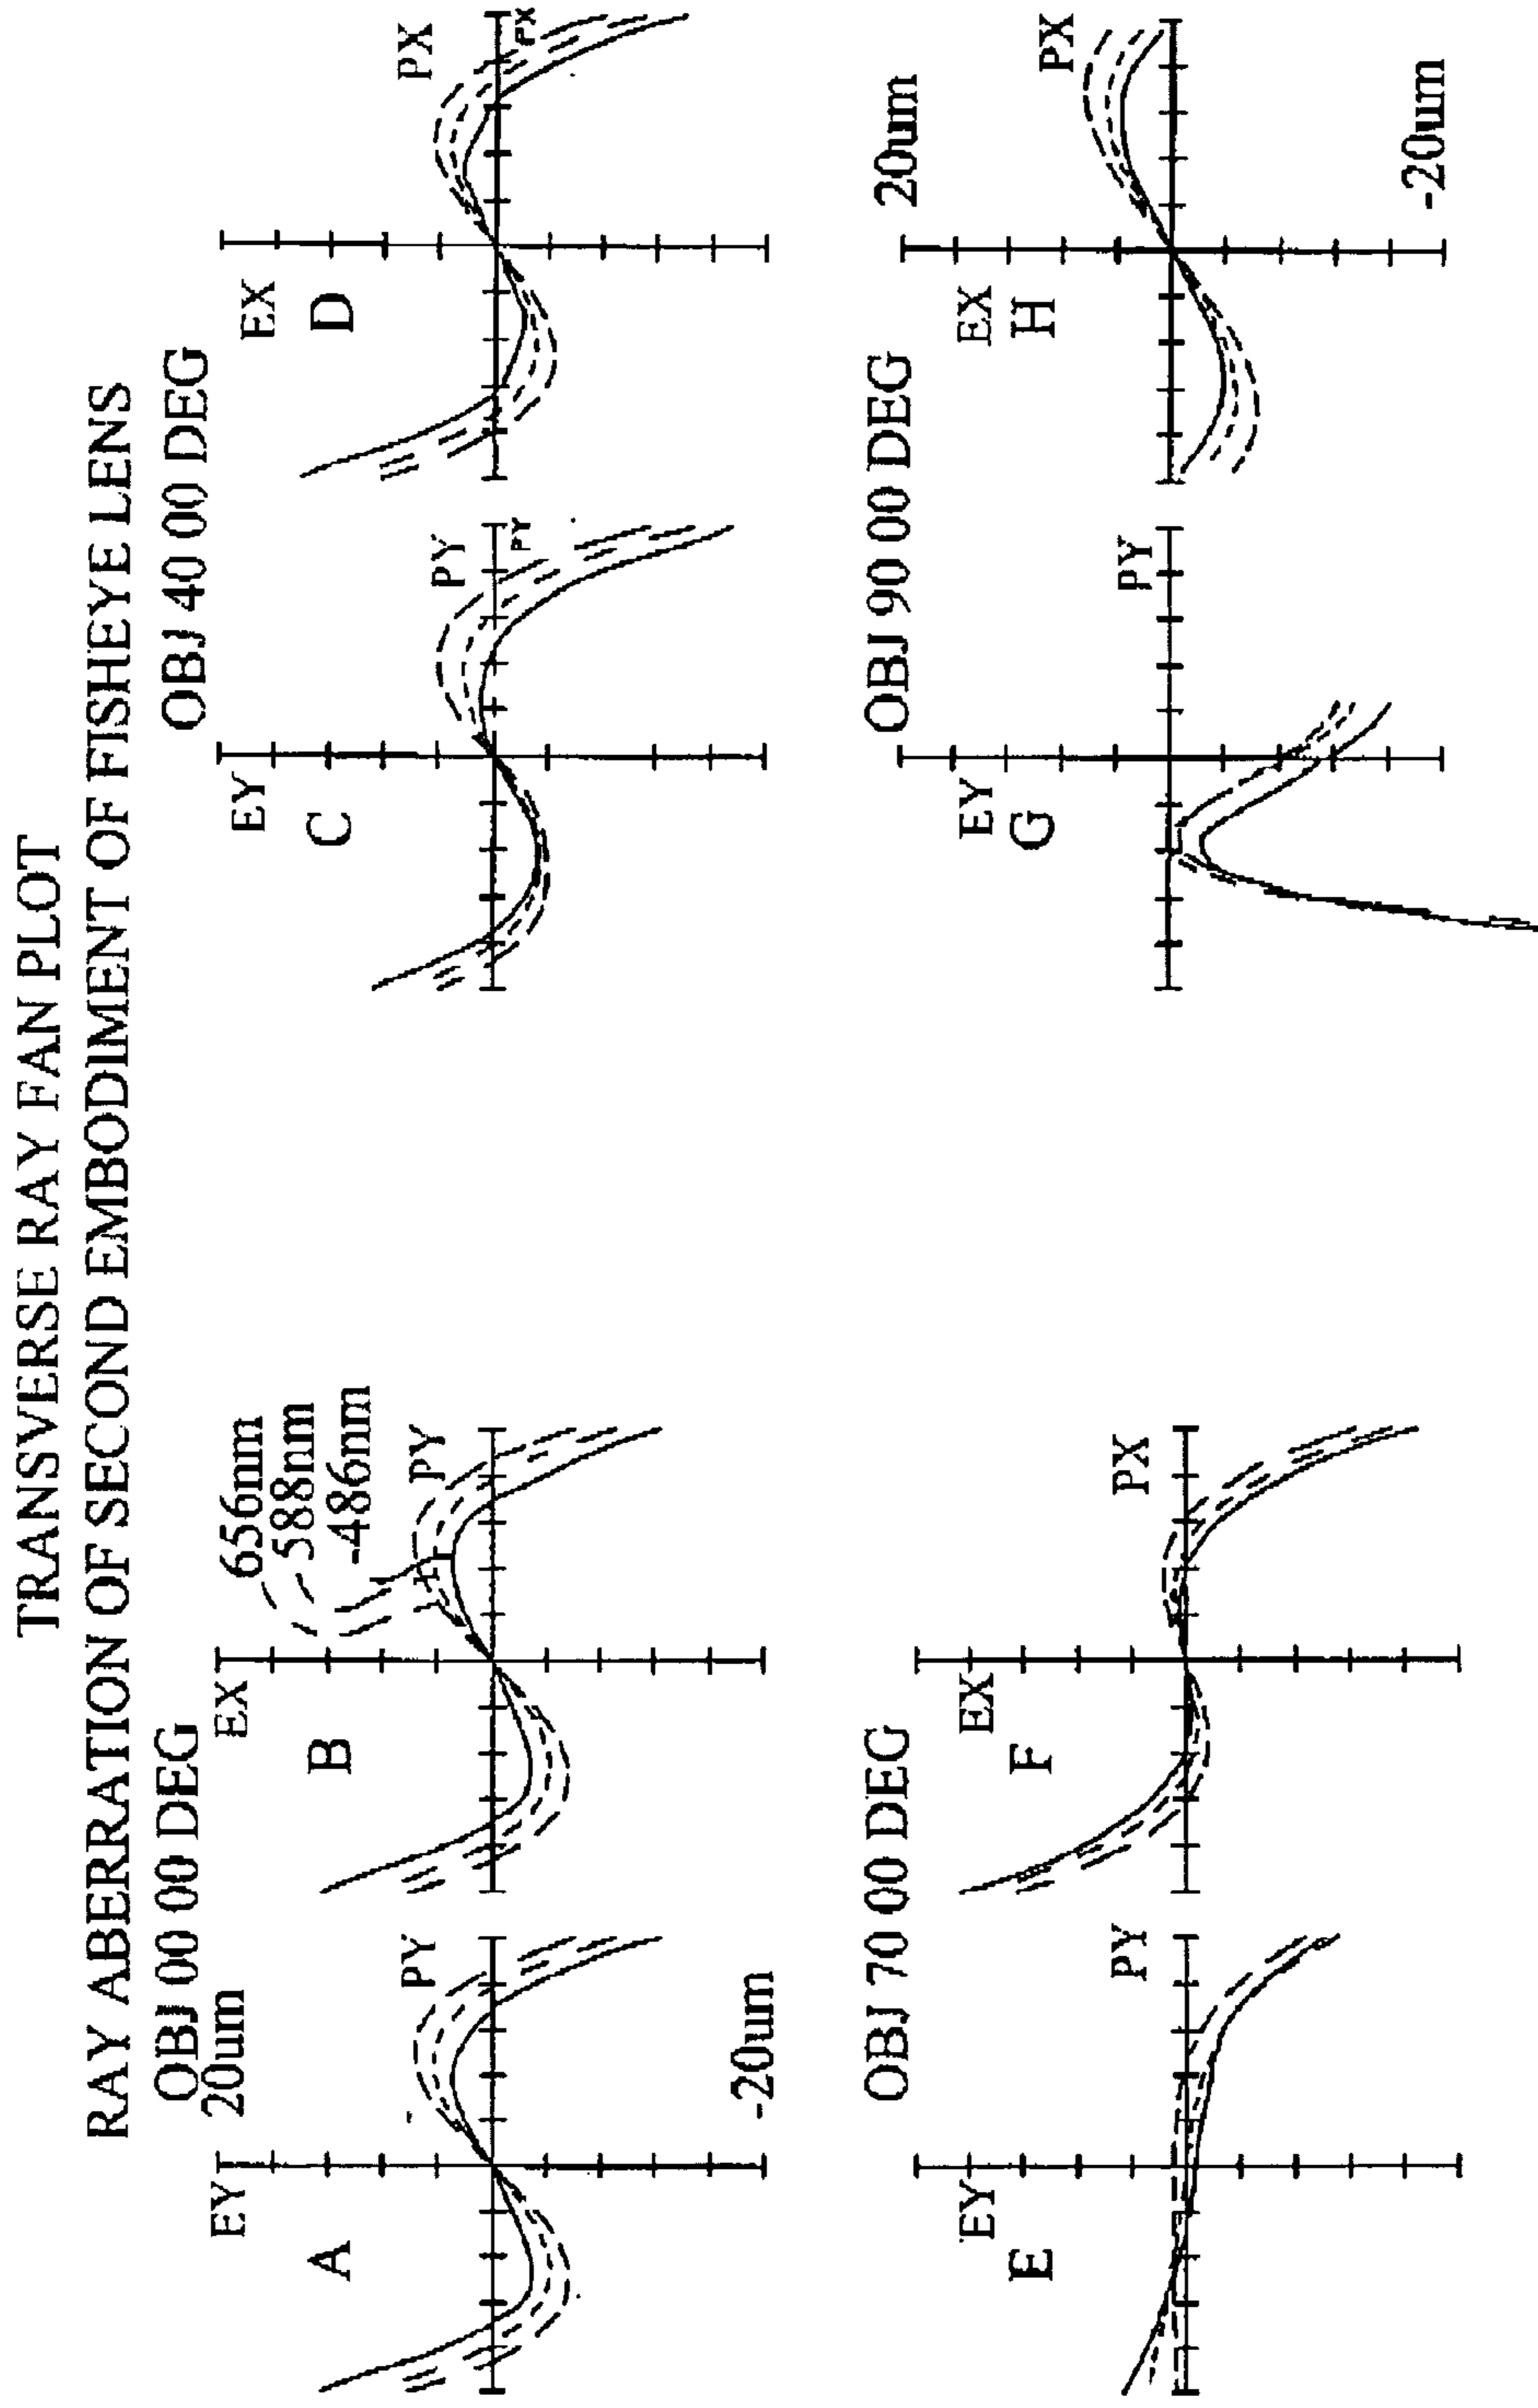 TRANSVERSE RAY FAN PLOT
RAY ABERRATION OF SECOND EMBODIMENT OF FISHEYE LENS
OBJ 00 00 DEG
20um
EY
A
PY
-20um
EX
B
PY
656nm
588nm
-486nm
OBJ 40 00 DEG
EY
C
PY
PY
EX
D
PX
PX
OBJ 70 00 DEG
EY
E
PY
EX
F
PX
OBJ 90 00 DEG
EY
G
PY
20um
EX
H
PX
-20um